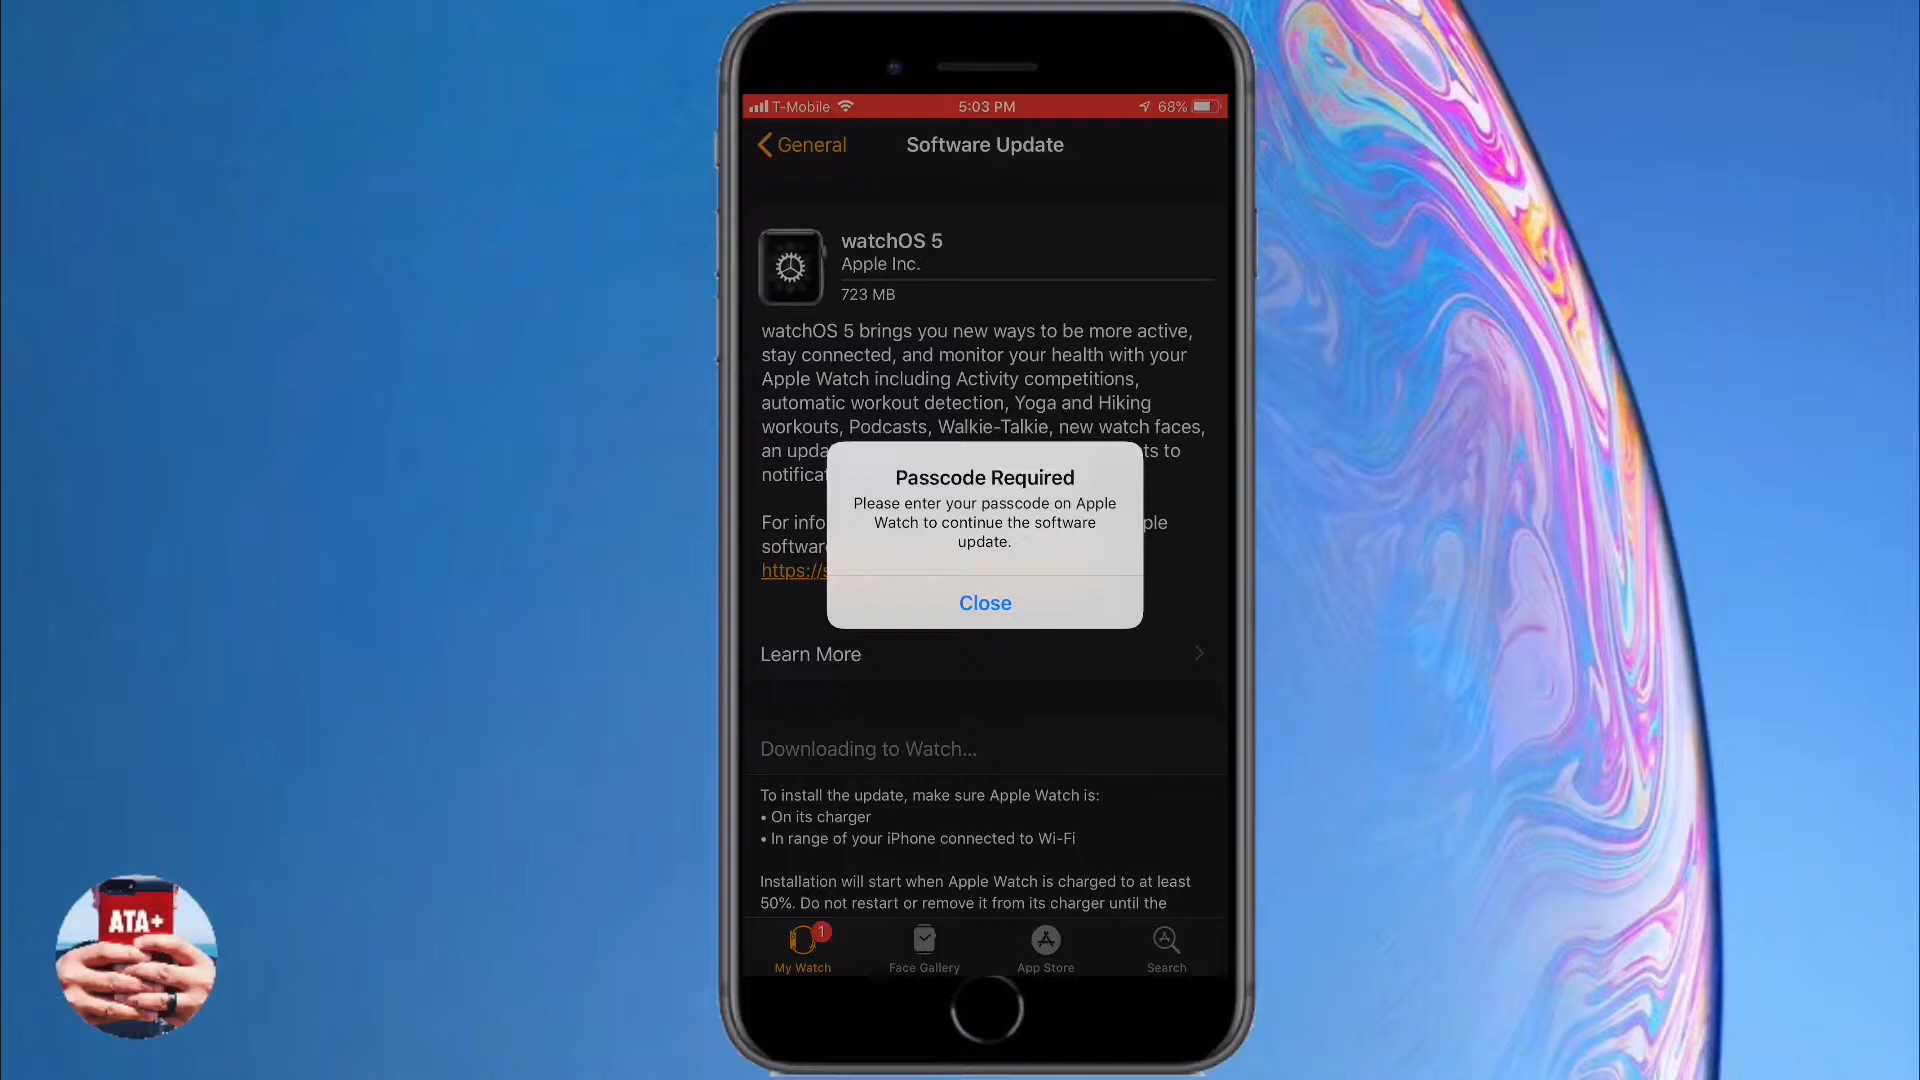 T-Mobile 5:03 PM 68%
General Software Update
watchOS 5
Apple Inc.
723 MB
watchOS 5 brings you new ways to be more active,
stay connected, and monitor your health with your
Apple Watch including Activity competitions,
automatic workout detection, Yoga and Hiking
workouts, Podcasts, Walkie-Talkie, new watch faces,
an upda ts to
notificat
Passcode Required
Please enter your passcode on Apple
Watch to continue the software
update.
Close
For info ple
software
https://s
Learn More
Downloading to Watch...
To install the update, make sure Apple Watch is:
• On its charger
• In range of your iPhone connected to Wi-Fi
Installation will start when Apple Watch is charged to at least
50%. Do not restart or remove it from its charger until the
1
My Watch Face Gallery App Store Search
ATA+